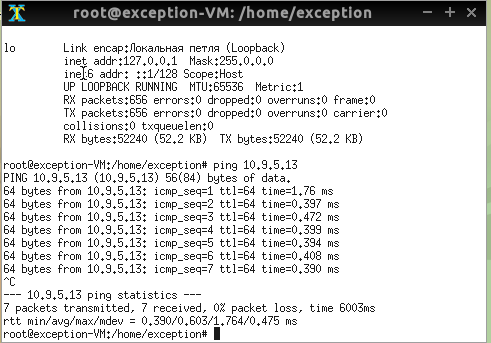 root@exception-VM: /home/exception
lo Link encap:Локальная петля (Loopback)
inet addr:127.0.0.1 Mask:255.0.0.0
inet6 addr: ::1/128 Scope:Host
UP LOOPBACK RUNNING MTU:65536 Metric:1
RX packets:656 errors:0 dropped:0 overruns:0 frame:0
TX packets:656 errors:0 dropped:0 overruns:0 carrier:0
collisions:0 txqueuelen:0
RX bytes:52240 (52.2 KB) TX bytes:52240 (52.2 KB)
root@exception-VM:/home/exception# ping 10.9.5.13
PING 10.9.5.13 (10.9.5.13) 56(84) bytes of data.
64 bytes from 10.9.5.13: icmp_seq=1 ttl=64 time=1.76 ms
64 bytes from 10.9.5.13: icmp_seq=2 ttl=64 time=0.397 ms
64 bytes from 10.9.5.13: icmp_seq=3 ttl=64 time=0.472 ms
64 bytes from 10.9.5.13: icmp_seq=4 ttl=64 time=0.399 ms
64 bytes from 10.9.5.13: icmp_seq=5 ttl=64 time=0.394 ms
64 bytes from 10.9.5.13: icmp_seq=6 ttl=64 time=0.408 ms
64 bytes from 10.9.5.13: icmp_seq=7 ttl=64 time=0.390 ms
^C
--- 10.9.5.13 ping statistics ---
7 packets transmitted, 7 received, 0% packet loss, time 6003ms
rtt min/avg/max/mdev = 0.390/0.603/1.764/0.475 ms
root@exception-VM:/home/exception#